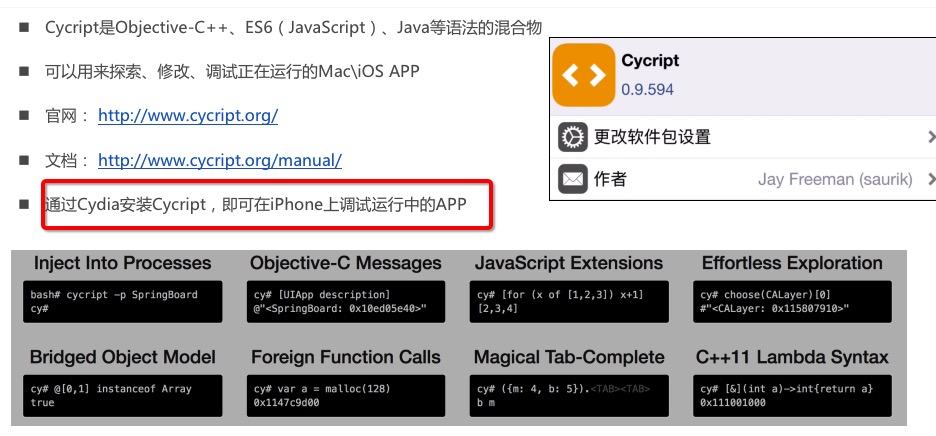 Cycript是Objective-C++、ES6（JavaScript）、Java等语法的混合物
可以用来探索、修改、调试正在运行的Mac\iOS APP
官网： http://www.cycript.org/
文档： http://www.cycript.org/manual/
通过Cydia安装Cycript，即可在iPhone上调试运行中的APP
Cycript
0.9.594
更改软件包设置
作者 Jay Freeman (saurik)
Inject Into Processes
bash# cycript -p SpringBoard
cy#
Objective-C Messages
cy# [UIApp description]
@"<SpringBoard: 0x10ed05e40>"
JavaScript Extensions
cy# [for (x of [1,2,3]) x+1]
[2,3,4]
Effortless Exploration
cy# choose(CALayer)[0]
#"<CALayer: 0x115807910>"
Bridged Object Model
cy# @[0,1] instanceof Array
true
Foreign Function Calls
cy# var a = malloc(128)
0x1147c9d00
Magical Tab-Complete
cy# ({m: 4, b: 5}).<TAB><TAB>
b m
C++11 Lambda Syntax
cy# [&](int a)->int{return a}
0x111001000